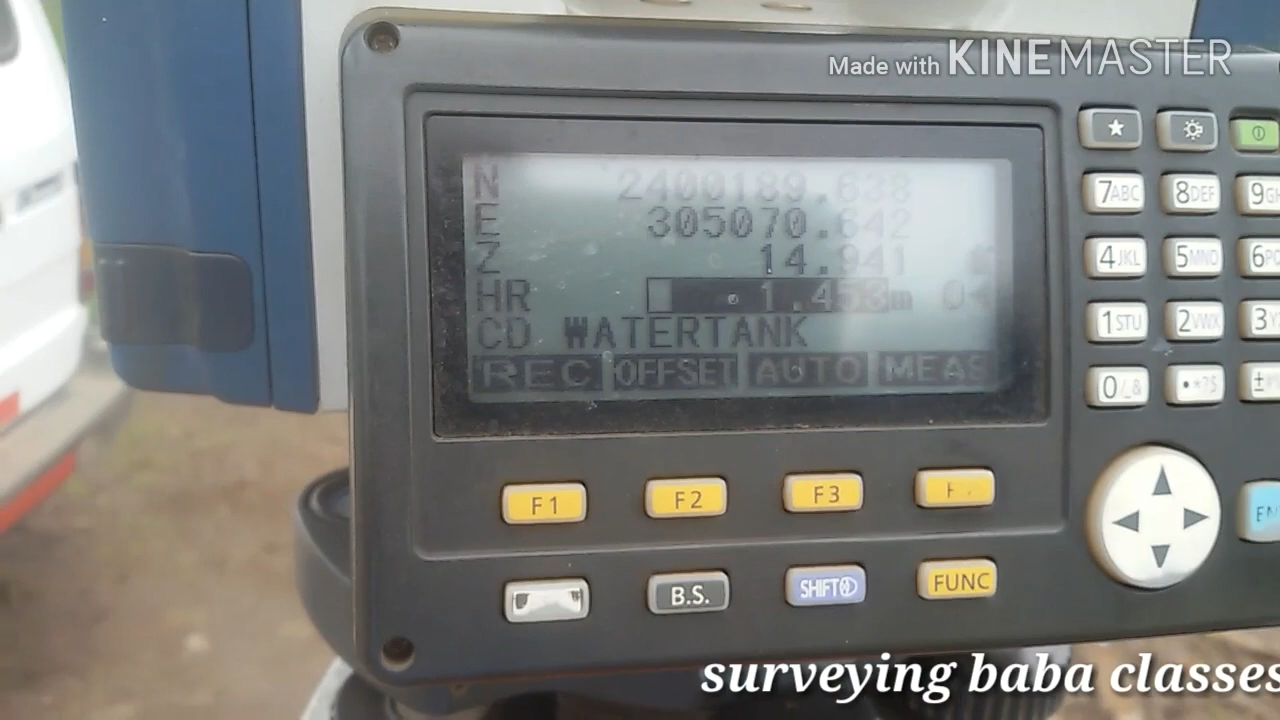 Made with KINEMASTER
N 2400189.638
E 305070.642
Z 14.941
HR 1.453m
CD WATERTANK
REC OFFSET AUTO MEAS
7ABC 8DEF
4JKL 5MNO
1STU 2VWX
F1 F2 F3
B.S. SHIFT FUNC
surveying baba classes